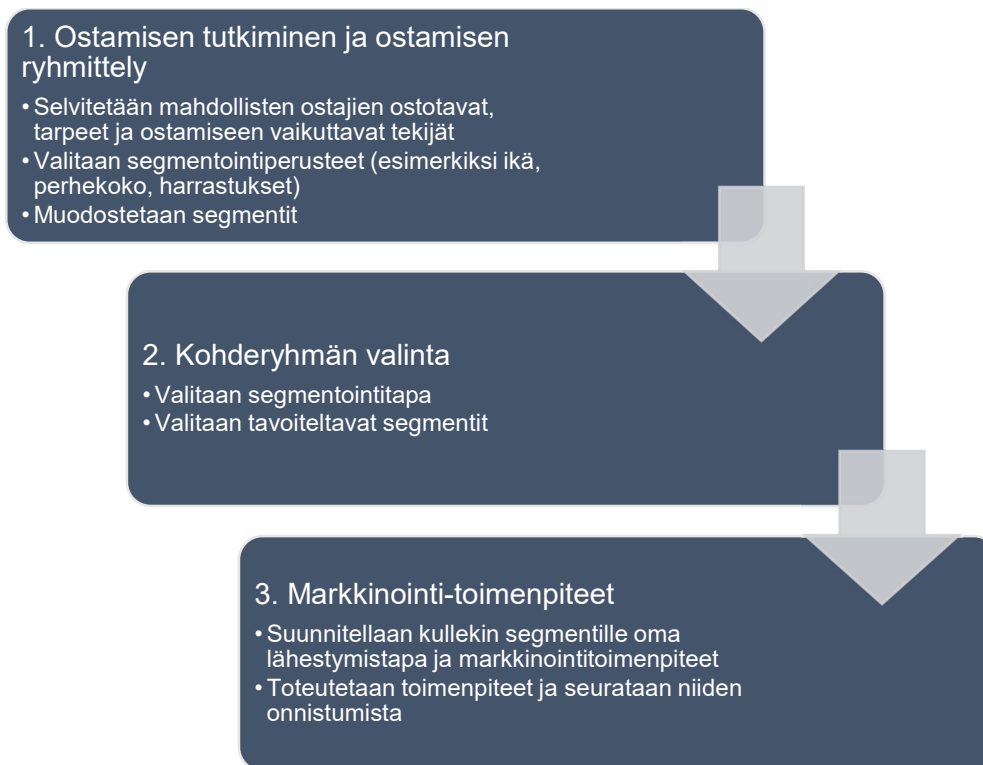 1. Ostamisen tutkiminen ja ostamisen
ryhmittely
• Selvitetään mahdollisten ostajien ostotavat,
tarpeet ja ostamiseen vaikuttavat tekijät
• Valitaan segmentointiperusteet (esimerkiksi ikä,
perhekoko, harrastukset)
• Muodostetaan segmentit
2. Kohderyhmän valinta
• Valitaan segmentointitapa
• Valitaan tavoiteltavat segmentit
3. Markkinointi-toimenpiteet
• Suunnitellaan kullekin segmentille oma
lähestymistapa ja markkinointitoimenpiteet
• Toteutetaan toimenpiteet ja seurataan niiden
onnistumista